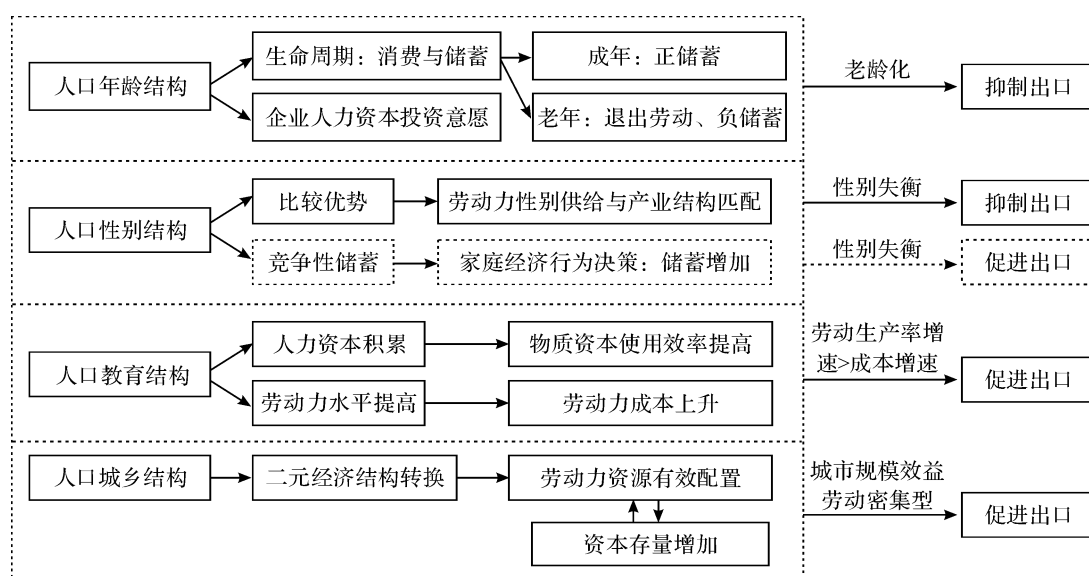 人口年龄结构
生命周期：消费与储蓄
成年：正储蓄
企业人力资本投资意愿
老年：退出劳动、负储蓄
老龄化
抑制出口
人口性别结构
比较优势
劳动力性别供给与产业结构匹配
性别失衡
抑制出口
竞争性储蓄
家庭经济行为决策：储蓄增加
性别失衡
促进出口
人口教育结构
人力资本积累
物质资本使用效率提高
劳动力水平提高
劳动力成本上升
劳动生产率增
速>成本增速
促进出口
人口城乡结构
二元经济结构转换
劳动力资源有效配置
资本存量增加
城市规模效益
劳动密集型
促进出口